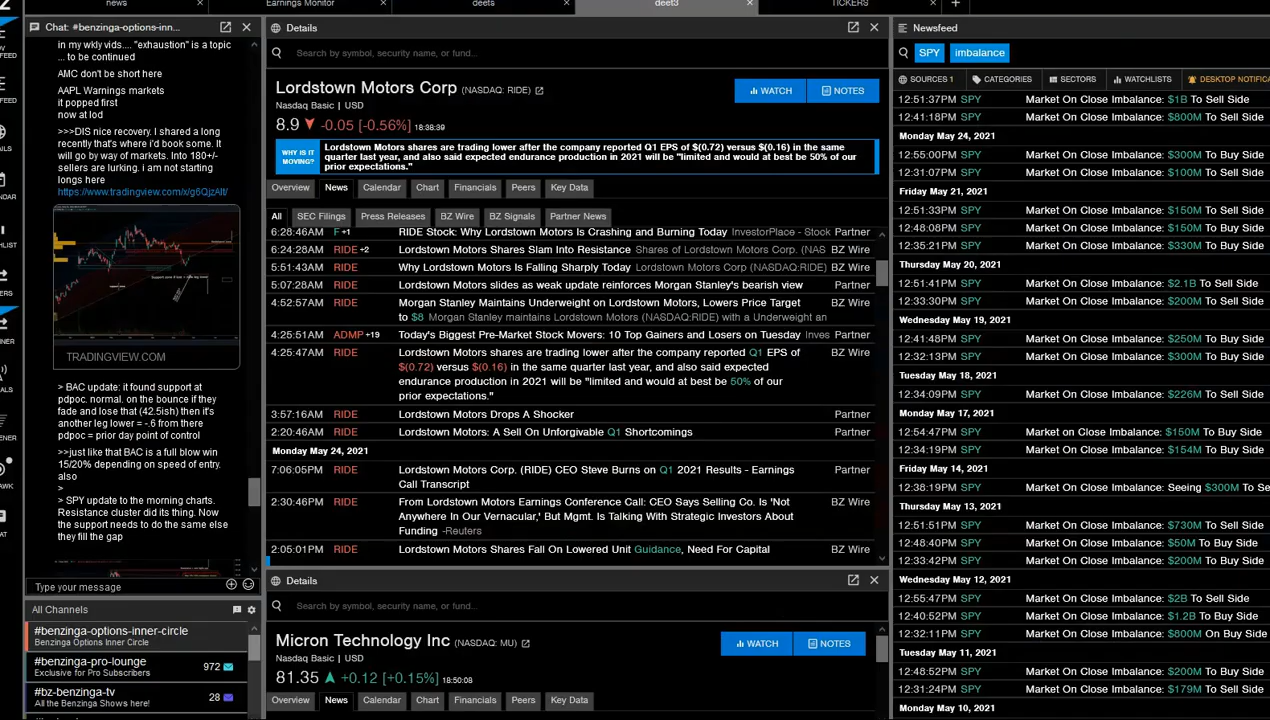 news
Earnings Monitor
deets
deet3
TICKERS
Chat: #benzinga-options-inn...
in my wkly vids.... "exhaustion" is a topic
... to be continued
AMC don't be short here
AAPL Warnings markets
it popped first
now at lod
>>>DIS nice recovery. I shared a long
recently that's where i'd book some. It
will go by way of markets. Into 180+/-
sellers are lurking. i am not starting
longs here
https://www.tradingview.com/x/g6QjzAlt/
TRADINGVIEW.COM
> BAC update: it found support at
pdpoc. normal. on the bounce if they
fade and lose that (42.5ish) then it's
another leg lower = -.6 from there
pdpoc = prior day point of control
>>just like that BAC is a full blow win
15/20% depending on speed of entry.
also
>
> SPY update to the morning charts.
Resistance cluster did its thing. Now
the support needs to do the same else
they fill the gap
Type your message
All Channels
#benzinga-options-inner-circle
Benzinga Options Inner Circle
#benzinga-pro-lounge
Exclusive for Pro Subscribers
972
#bz-benzinga-tv
All the Benzinga Shows here!
28
Details
Search by symbol, security name, or fund...
Lordstown Motors Corp (NASDAQ: RIDE)
WATCH NOTES
Nasdaq Basic | USD
8.9 -0.05 [-0.56%] 18:38:39
WHY IS IT MOVING?
Lordstown Motors shares are trading lower after the company reported Q1 EPS of $(0.72) versus $(0.16) in the same
quarter last year, and also said expected endurance production in 2021 will be "limited and would at best be 50% of our
prior expectations."
Overview News Calendar Chart Financials Peers Key Data
All SEC Filings Press Releases BZ Wire BZ Signals Partner News
6:28:46AM F +1 RIDE Stock: Why Lordstown Motors Is Crashing and Burning Today InvestorPlace - Stock Partner
6:24:28AM RIDE +2 Lordstown Motors Shares Slam Into Resistance Shares of Lordstown Motors Corp. (NAS BZ Wire
5:51:43AM RIDE Why Lordstown Motors Is Falling Sharply Today Lordstown Motors Corp (NASDAQ:RIDE) BZ Wire
5:07:28AM RIDE Lordstown Motors slides as weak update reinforces Morgan Stanley's bearish view Partner
4:52:57AM RIDE Morgan Stanley Maintains Underweight on Lordstown Motors, Lowers Price Target BZ Wire
to $8 Morgan Stanley maintains Lordstown Motors (NASDAQ:RIDE) with a Underweight an
4:25:51AM ADMP +19 Today's Biggest Pre-Market Stock Movers: 10 Top Gainers and Losers on Tuesday Inves Partner
4:25:47AM RIDE Lordstown Motors shares are trading lower after the company reported Q1 EPS of BZ Wire
$(0.72) versus $(0.16) in the same quarter last year, and also said expected
endurance production in 2021 will be "limited and would at best be 50% of our
prior expectations."
3:57:16AM RIDE Lordstown Motors Drops A Shocker Partner
2:20:46AM RIDE Lordstown Motors: A Sell On Unforgivable Q1 Shortcomings Partner
Monday May 24, 2021
7:06:05PM RIDE Lordstown Motors Corp. (RIDE) CEO Steve Burns on Q1 2021 Results - Earnings Partner
Call Transcript
2:30:46PM RIDE From Lordstown Motors Earnings Conference Call: CEO Says Selling Co. Is 'Not BZ Wire
Anywhere In Our Vernacular,' But Mgmt. Is Talking With Strategic Investors About
Funding -Reuters
2:05:01PM RIDE Lordstown Motors Shares Fall On Lowered Unit Guidance, Need For Capital BZ Wire
Details
Search by symbol, security name, or fund...
Micron Technology Inc (NASDAQ: MU)
WATCH NOTES
Nasdaq Basic | USD
81.35 +0.12 [+0.15%] 18:50:08
Overview News Calendar Chart Financials Peers Key Data
Newsfeed
SPY imbalance
SOURCES 1 CATEGORIES SECTORS WATCHLISTS DESKTOP NOTIFICA
12:51:37PM SPY Market On Close Imbalance: $1B To Sell Side
12:41:18PM SPY Market On Close Imbalance: $800M To Sell Side
Monday May 24, 2021
12:55:00PM SPY Market On Close Imbalance: $300M To Buy Side
12:31:07PM SPY Market On Close Imbalance: $100M To Buy Side
Friday May 21, 2021
12:51:33PM SPY Market On Close Imbalance: $150M To Buy Side
12:48:08PM SPY Market On Close Imbalance: $150M To Buy Side
12:35:21PM SPY Market On Close Imbalance: $330M To Buy Side
Thursday May 20, 2021
12:51:41PM SPY Market On Close Imbalance: $2.1B To Sell Side
12:33:30PM SPY Market On Close Imbalance: $200M To Sell Side
Wednesday May 19, 2021
12:41:48PM SPY Market On Close Imbalance: $250M To Sell Side
12:32:13PM SPY Market On Close Imbalance: $300M To Sell Side
Tuesday May 18, 2021
12:34:09PM SPY Market On Close Imbalance: $226M To Sell Side
Monday May 17, 2021
12:54:47PM SPY Market on Close Imbalance: $150M To Buy Side
12:34:19PM SPY Market On Close Imbalance: $154M To Buy Side
Friday May 14, 2021
12:38:19PM SPY Market On Close Imbalance: Seeing $300M To Se
Thursday May 13, 2021
12:51:51PM SPY Market On Close Imbalance: $730M To Sell Side
12:48:40PM SPY Market On Close Imbalance: $50M To Sell Side
12:33:42PM SPY Market On Close Imbalance: $200M To Sell Side
Wednesday May 12, 2021
12:55:47PM SPY Market On Close Imbalance: $2B To Sell Side
12:40:52PM SPY Market On Close Imbalance: $1.2B To Buy Side
12:32:11PM SPY Market On Close Imbalance: $800M On Buy Side
Tuesday May 11, 2021
12:48:52PM SPY Market On Close Imbalance: $200M To Sell Side
12:31:24PM SPY Market On Close Imbalance: $179M To Sell Side
Monday May 10, 2021